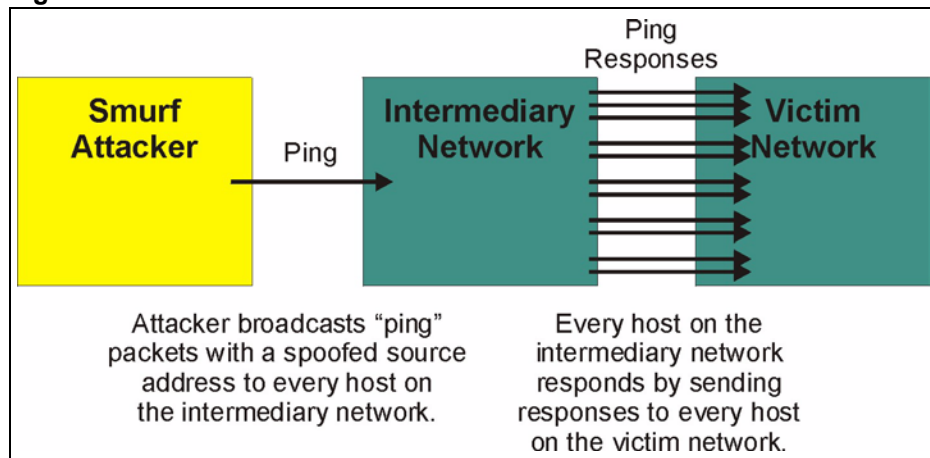 Ping
Responses
Smurf
Attacker
Ping
Intermediary
Network
Victim
Network
Attacker broadcasts “ping”
packets with a spoofed source
address to every host on
the intermediary network.
Every host on the
intermediary network
responds by sending
responses to every host
on the victim network.